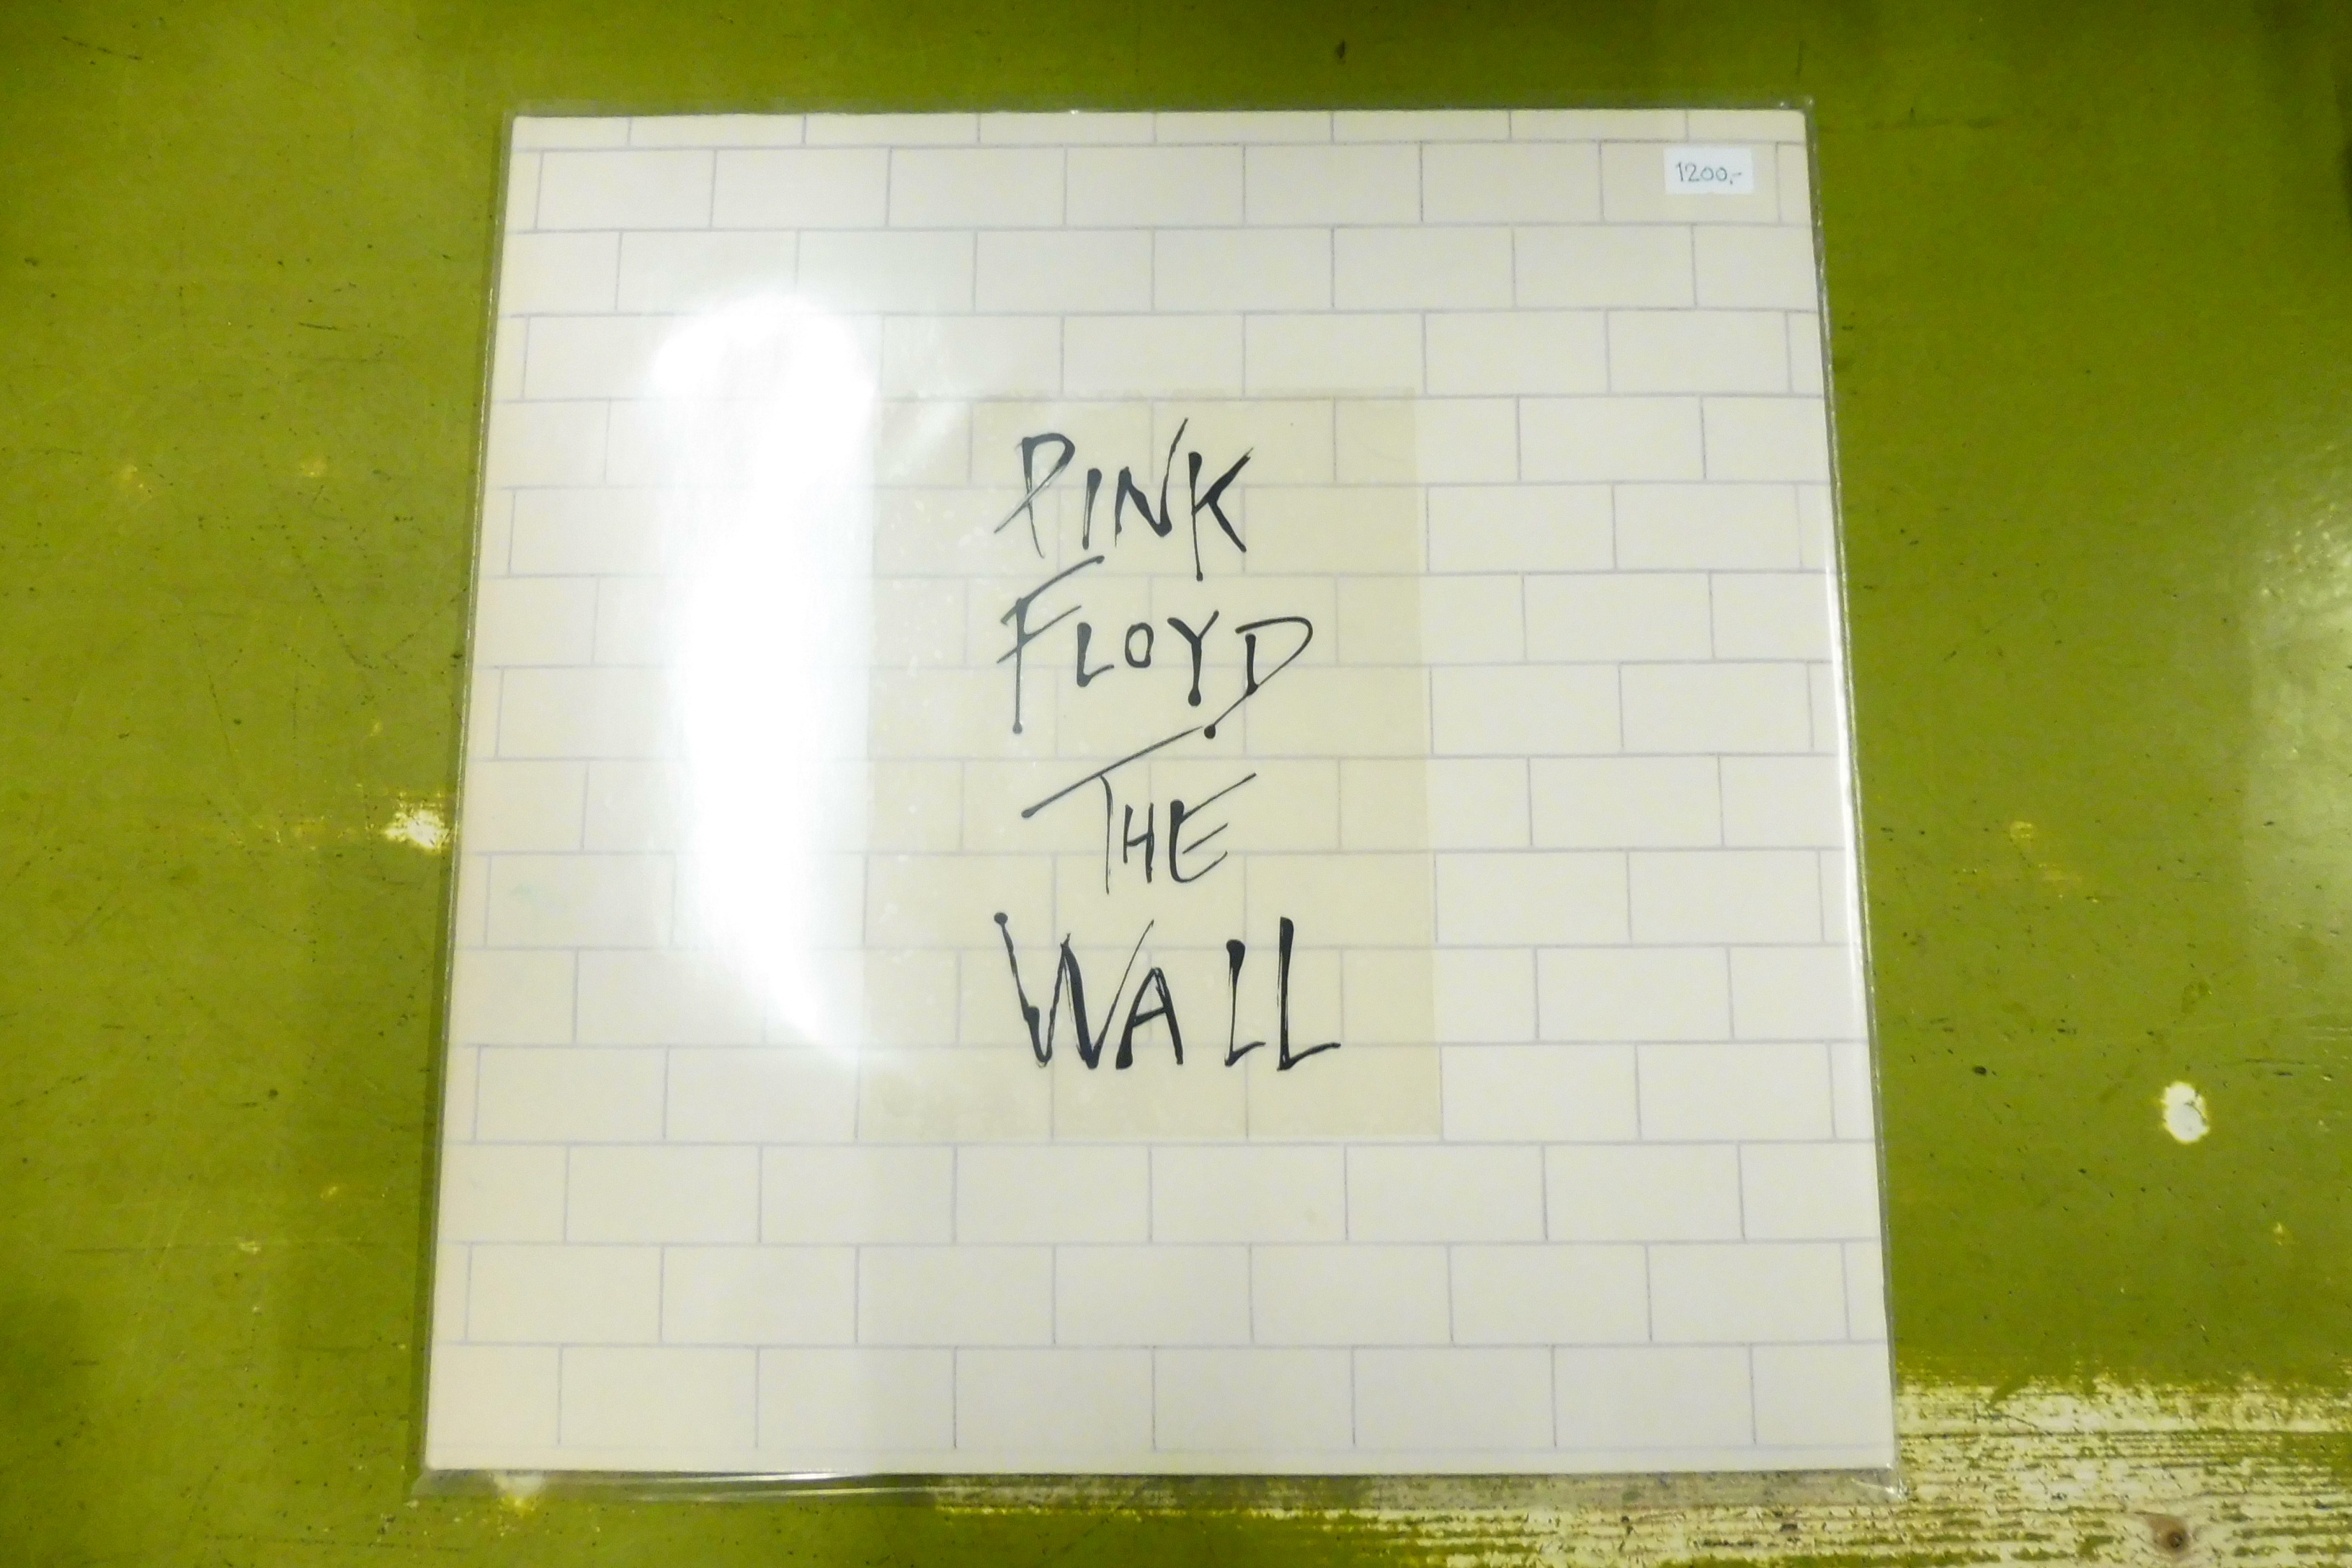 1200,-
PINK
FLOYD
THE
WALL